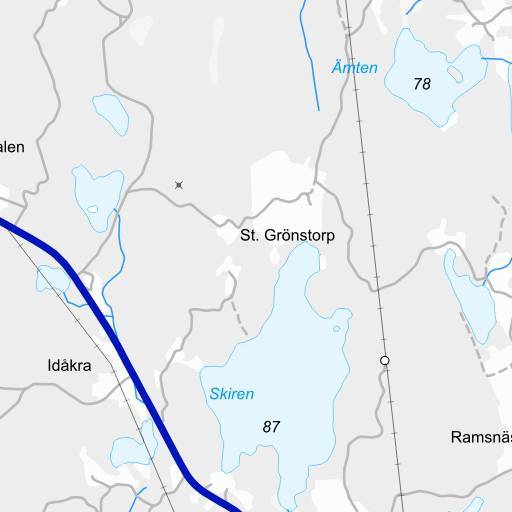 Ämten
78
alen
St. Grönstorp
Idåkra
Skiren
87
Ramsnäs